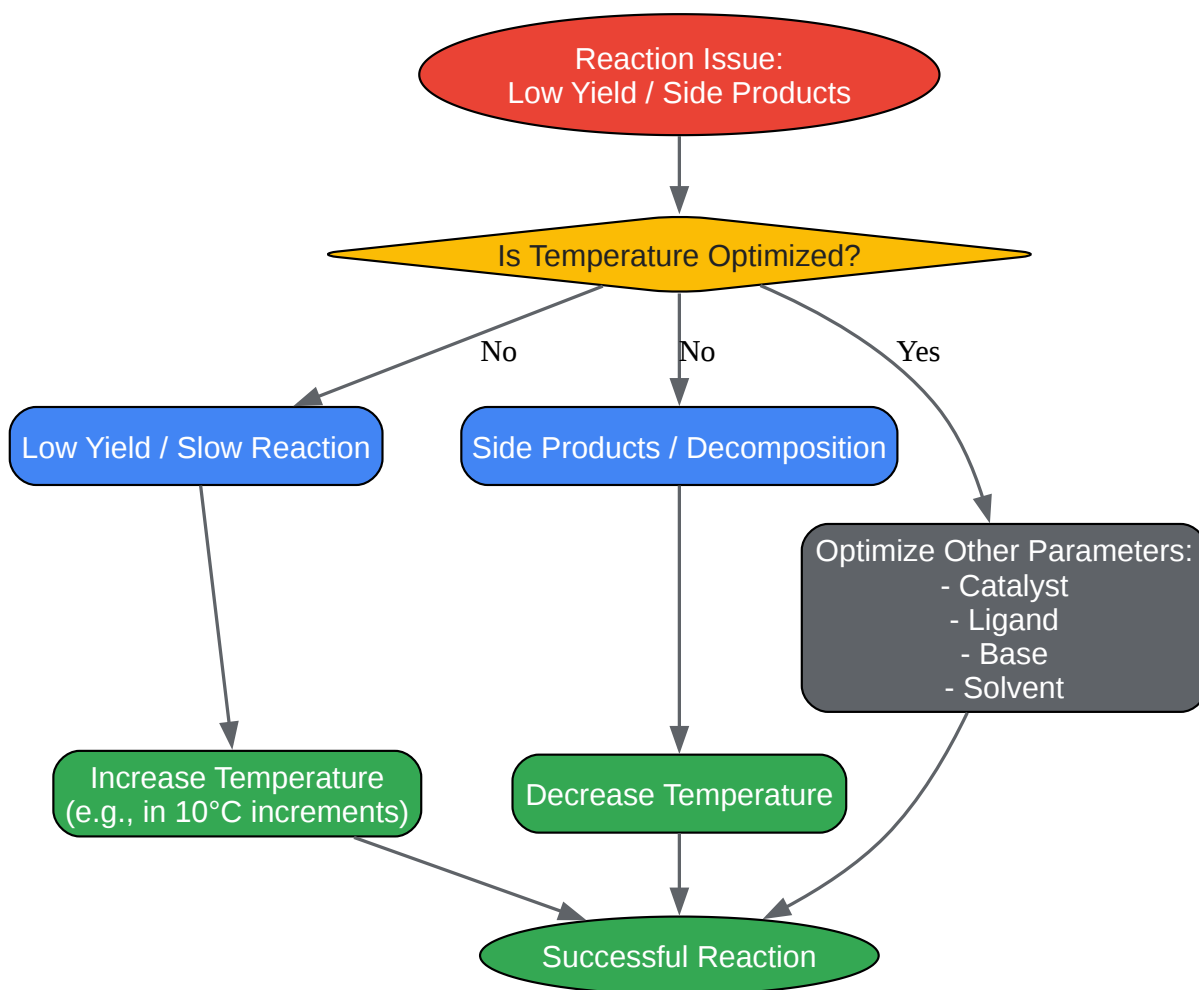 Reaction Issue:
Low Yield / Side Products
Is Temperature Optimized?
No
No
Yes
Low Yield / Slow Reaction
Side Products / Decomposition
Optimize Other Parameters:
- Catalyst
- Ligand
- Base
- Solvent
Increase Temperature
(e.g., in 10°C increments)
Decrease Temperature
Successful Reaction